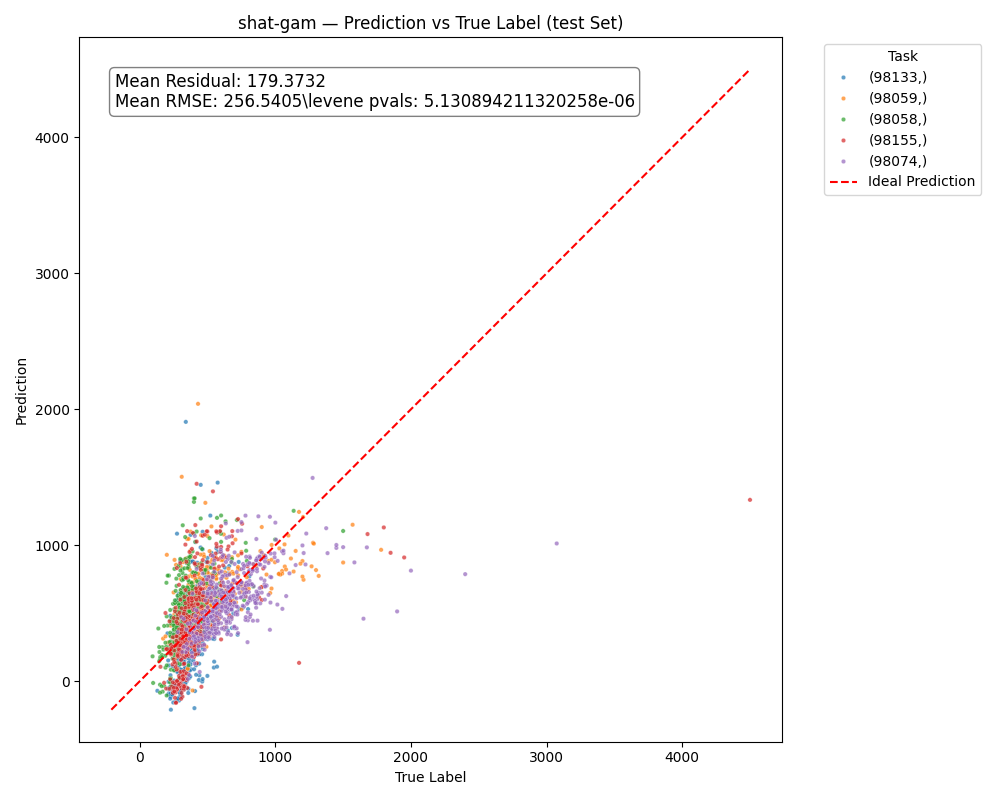 shat-gam — Prediction vs True Label (test Set)
Mean Residual: 179.3732
Mean RMSE: 256.5405\levene pvals: 5.130894211320258e-06
Task
(98133,)
(98059,)
(98058,)
(98155,)
(98074,)
Ideal Prediction
Prediction
4000
3000
2000
1000
0
0
1000
2000
3000
4000
True Label